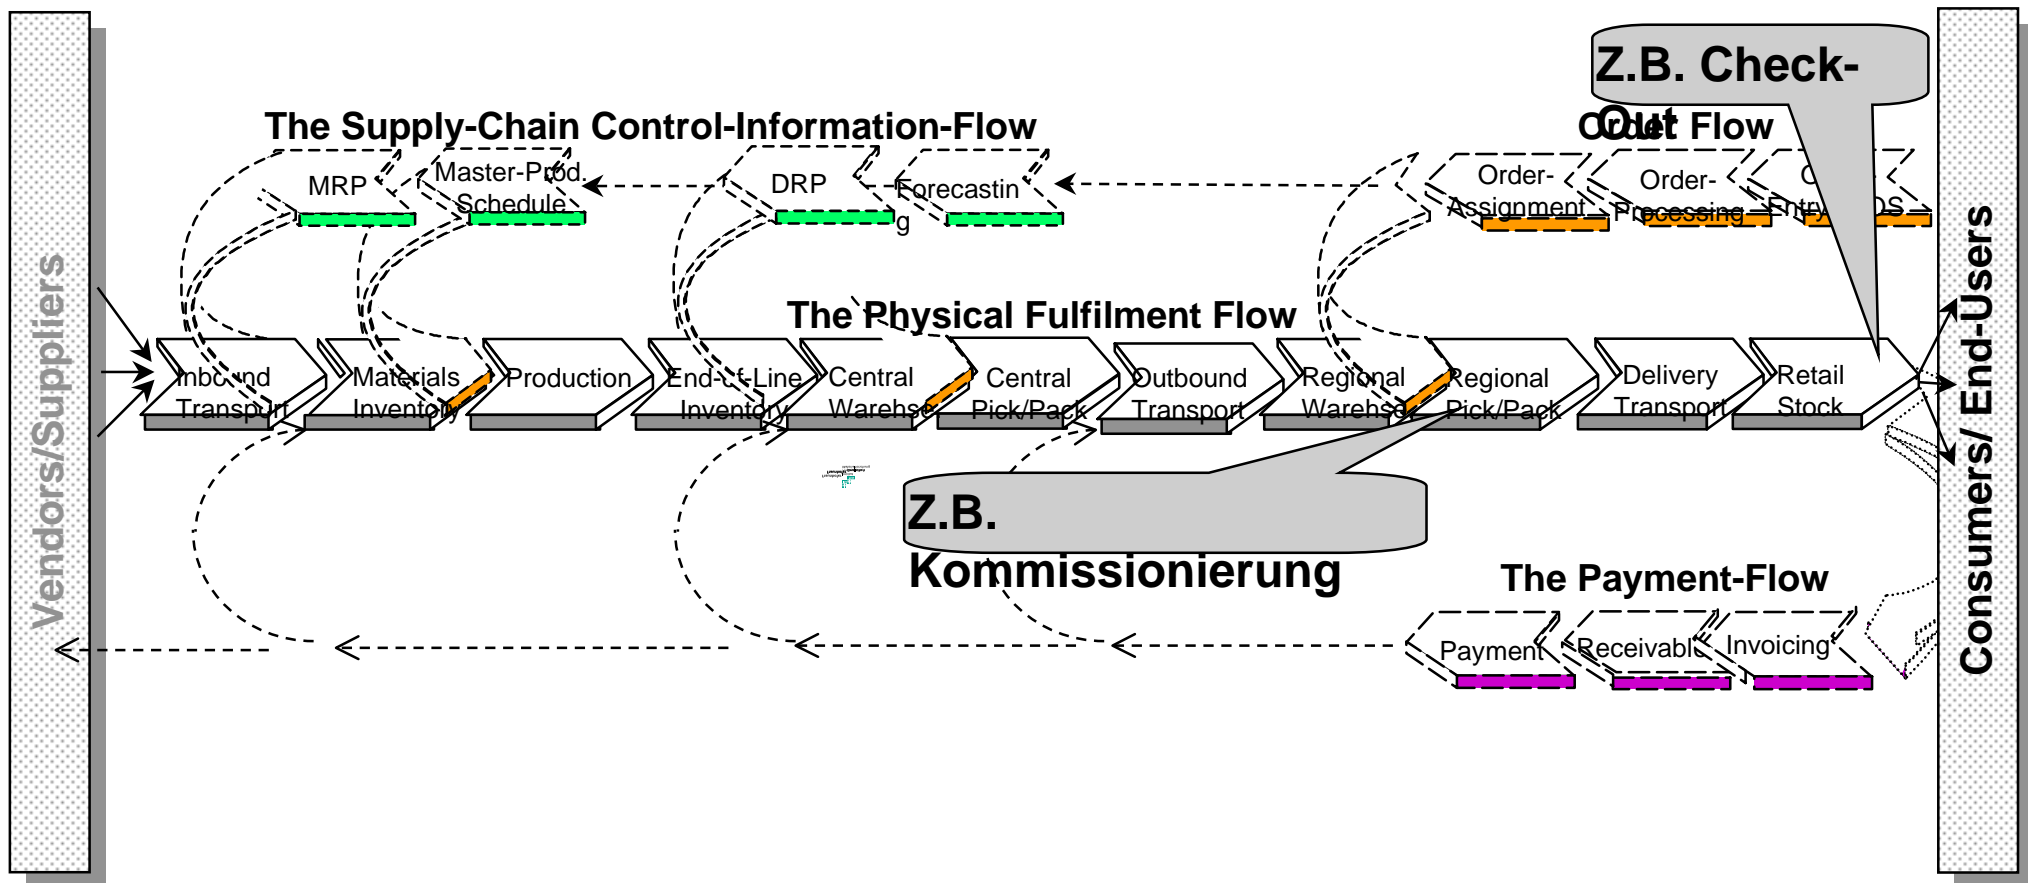 Z.B. Check-
Out
The Supply-Chain Control-Information-Flow
Order Flow
MRP
Master-Prod.
Schedule
DRP
Forecastin
g
Order-
Assignment
Order-
Processing
Entry
Vendors/Suppliers
Consumers/ End-Users
The Physical Fulfilment Flow
Inbound
Transport
Materials
Inventory
Production
End-of-Line
Inventory
Central
Warehse
Central
Pick/Pack
Outbound
Transport
Regional
Warehse
Regional
Pick/Pack
Delivery
Transport
Retail
Stock
Z.B.
Kommissionierung
The Payment-Flow
Payment
Receivable
Invoicing